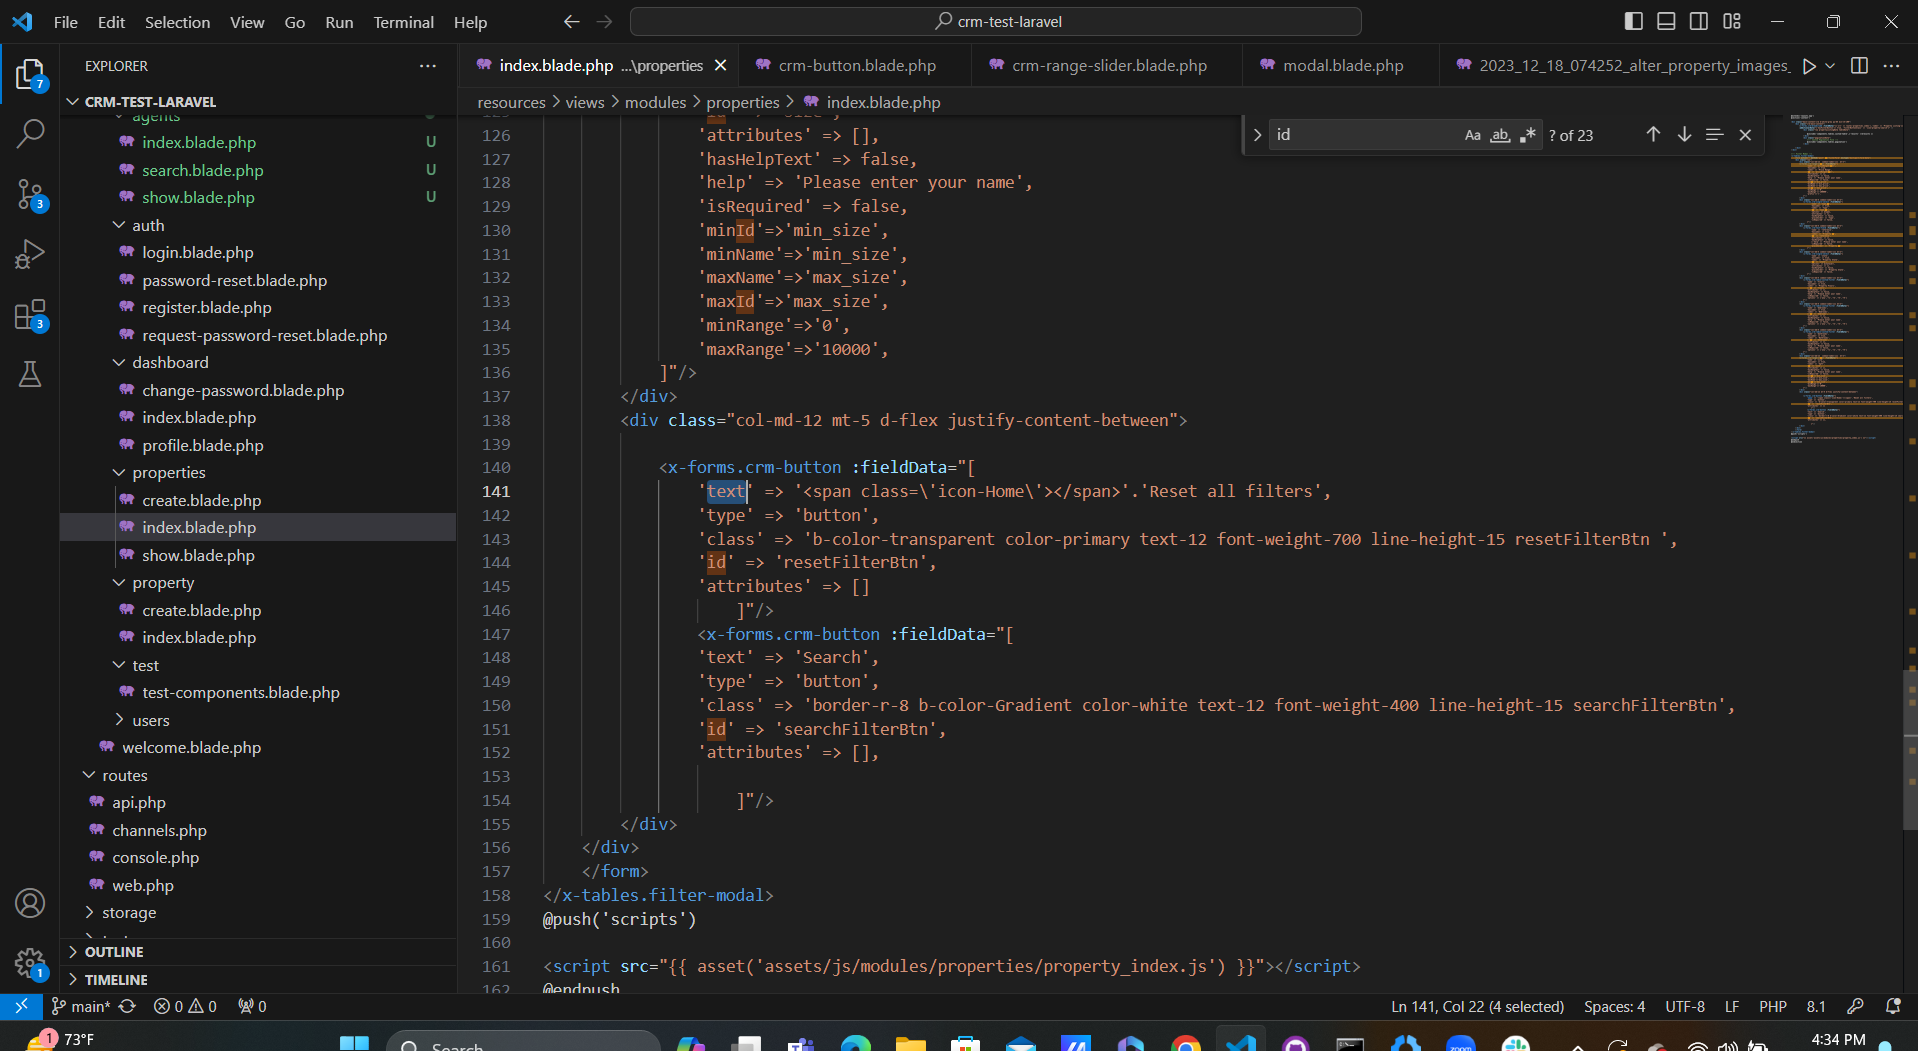 File Edit Selection View Go Run Terminal Help
crm-test-laravel
EXPLORER
CRM-TEST-LARAVEL
agents
index.blade.php U
search.blade.php U
show.blade.php U
auth
login.blade.php
password-reset.blade.php
register.blade.php
request-password-reset.blade.php
dashboard
change-password.blade.php
index.blade.php
profile.blade.php
properties
create.blade.php
index.blade.php
show.blade.php
property
create.blade.php
index.blade.php
test
test-components.blade.php
users
welcome.blade.php
routes
api.php
channels.php
console.php
web.php
storage
OUTLINE
TIMELINE
7
3
3
1
index.blade.php ...\properties
crm-button.blade.php
crm-range-slider.blade.php
modal.blade.php
2023_12_18_074252_alter_property_images_
resources > views > modules > properties > index.blade.php
id Aa ab ? of 23
126 'attributes' => [],
127 'hasHelpText' => false,
128 'help' => 'Please enter your name',
129 'isRequired' => false,
130 'minId'=>'min_size',
131 'minName'=>'min_size',
132 'maxName'=>'max_size',
133 'maxId'=>'max_size',
134 'minRange'=>'0',
135 'maxRange'=>'10000',
136 ]"/>
137 </div>
138 <div class="col-md-12 mt-5 d-flex justify-content-between">
139
140 <x-forms.crm-button :fieldData="[
141 'text' => '<span class=\'icon-Home\'></span>'.'Reset all filters',
142 'type' => 'button',
143 'class' => 'b-color-transparent color-primary text-12 font-weight-700 line-height-15 resetFilterBtn ',
144 'id' => 'resetFilterBtn',
145 'attributes' => []
146 ]"/>
147 <x-forms.crm-button :fieldData="[
148 'text' => 'Search',
149 'type' => 'button',
150 'class' => 'border-r-8 b-color-Gradient color-white text-12 font-weight-400 line-height-15 searchFilterBtn',
151 'id' => 'searchFilterBtn',
152 'attributes' => [],
153
154 ]"/>
155 </div>
156 </div>
157 </form>
158 </x-tables.filter-modal>
159 @push('scripts')
160
161 <script src="{{ asset('assets/js/modules/properties/property_index.js') }}"></script>
162 @endpush
main* 0 0 0
Ln 141, Col 22 (4 selected) Spaces: 4 UTF-8 LF PHP 8.1
1 73°F
Search
zoom
4:34 PM